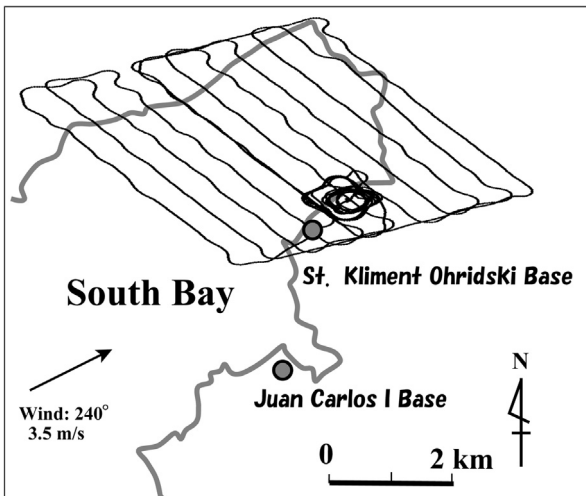 St. Kliment Ohridski Base
South Bay
N
Juan Carlos I Base
Wind: 240°
3.5 m/s
0 2 km